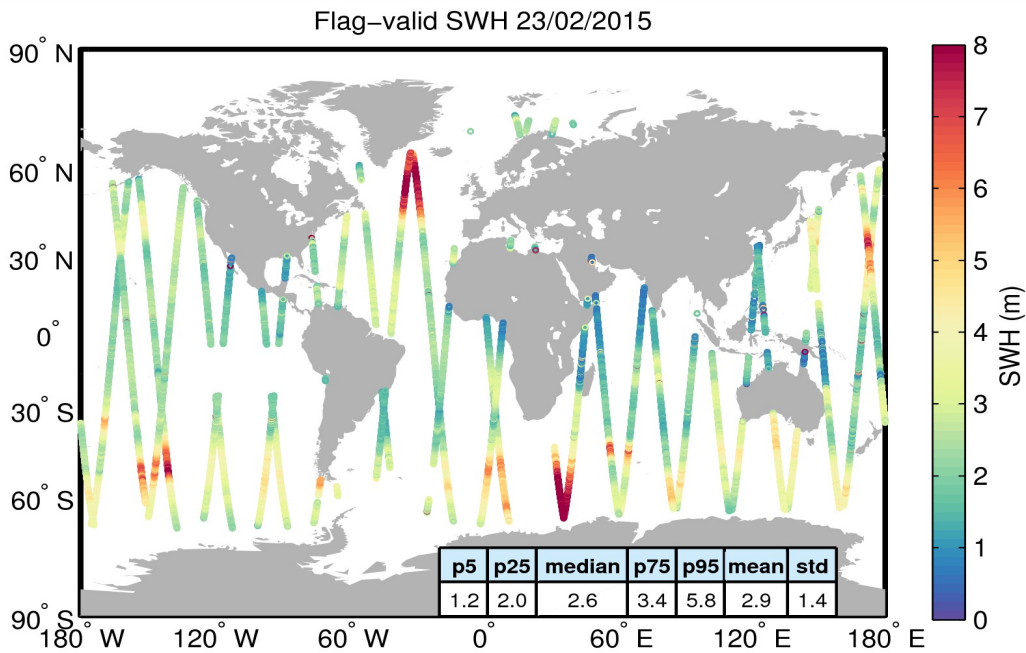 Flag−valid SWH 23/02/2015
90° N
60° N
30° N
0°
30° S
60° S
90° S
180° W
120° W
60° W
0°
60° E
120° E
180° E
p5 p25 median p75 p95 mean std
1.2 2.0 2.6 3.4 5.8 2.9 1.4
8
7
6
5
4
3
2
1
0
SWH (m)